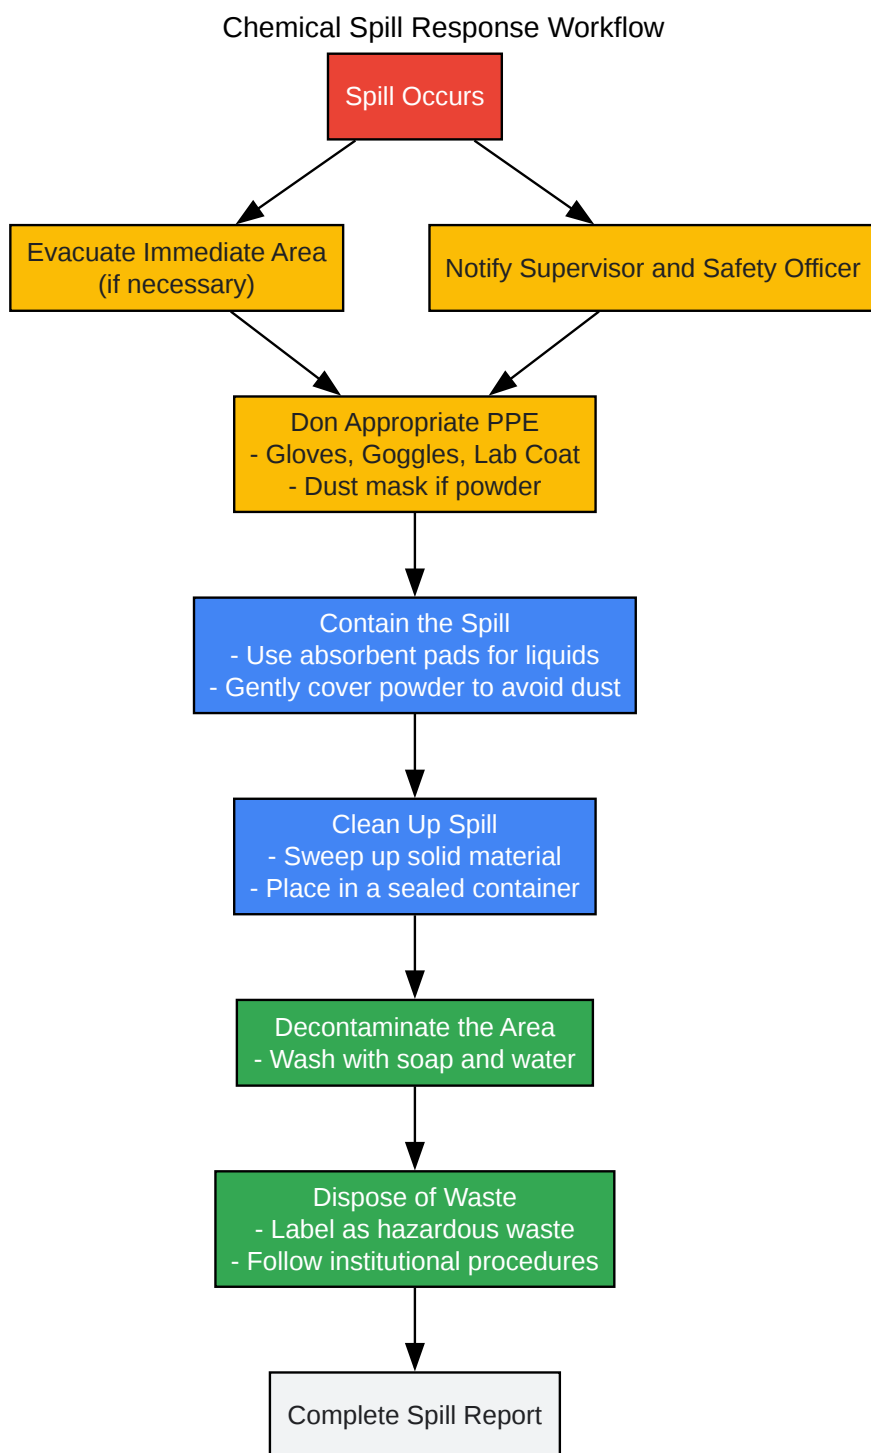 Chemical Spill Response Workflow
Spill Occurs
Evacuate Immediate Area
(if necessary)
Notify Supervisor and Safety Officer
Don Appropriate PPE
- Gloves, Goggles, Lab Coat
- Dust mask if powder
Contain the Spill
- Use absorbent pads for liquids
- Gently cover powder to avoid dust
Clean Up Spill
- Sweep up solid material
- Place in a sealed container
Decontaminate the Area
- Wash with soap and water
Dispose of Waste
- Label as hazardous waste
- Follow institutional procedures
Complete Spill Report